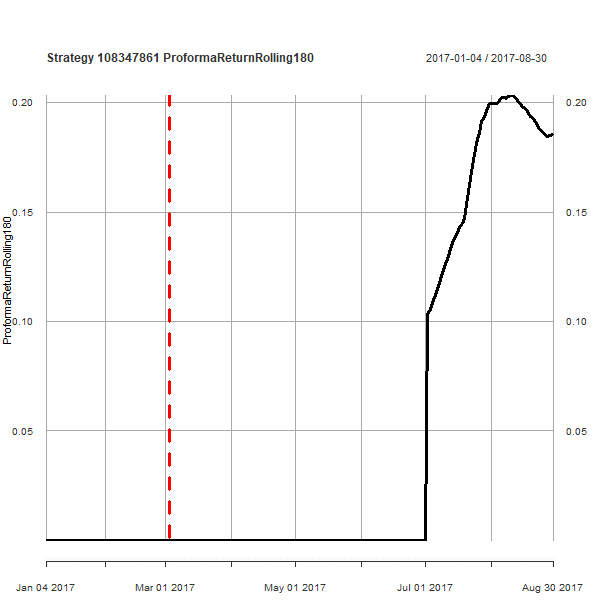 Strategy 108347861 ProformaReturnRolling180
2017-01-04 / 2017-08-30
ProformaReturnRolling180
0.20
0.20
0.15
0.15
0.10
0.10
0.05
0.05
Jan 04 2017
Mar 01 2017
May 01 2017
Jul 01 2017
Aug 30 2017